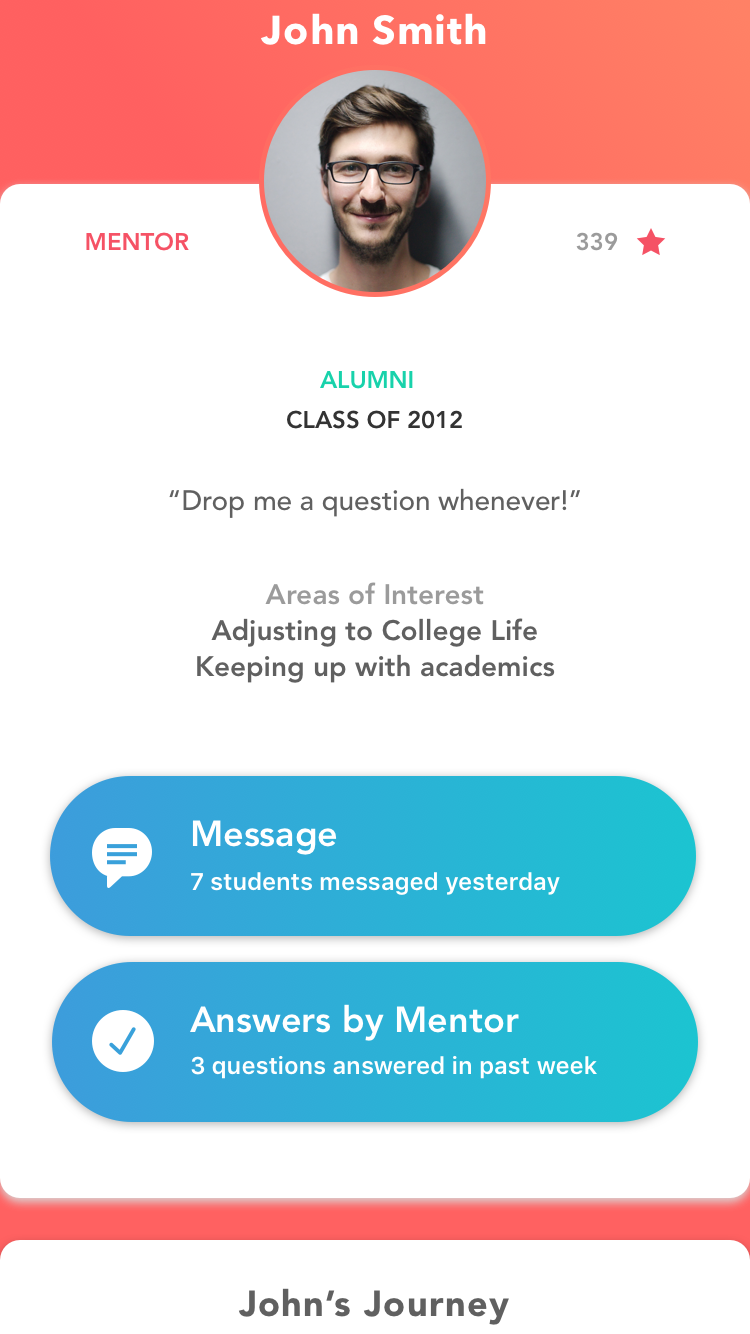 John Smith
MENTOR
339
ALUMNI
CLASS OF 2012
“Drop me a question whenever!”
Areas of Interest
Adjusting to College Life
Keeping up with academics
Message
7 students messaged yesterday
Answers by Mentor
3 questions answered in past week
John’s Journey